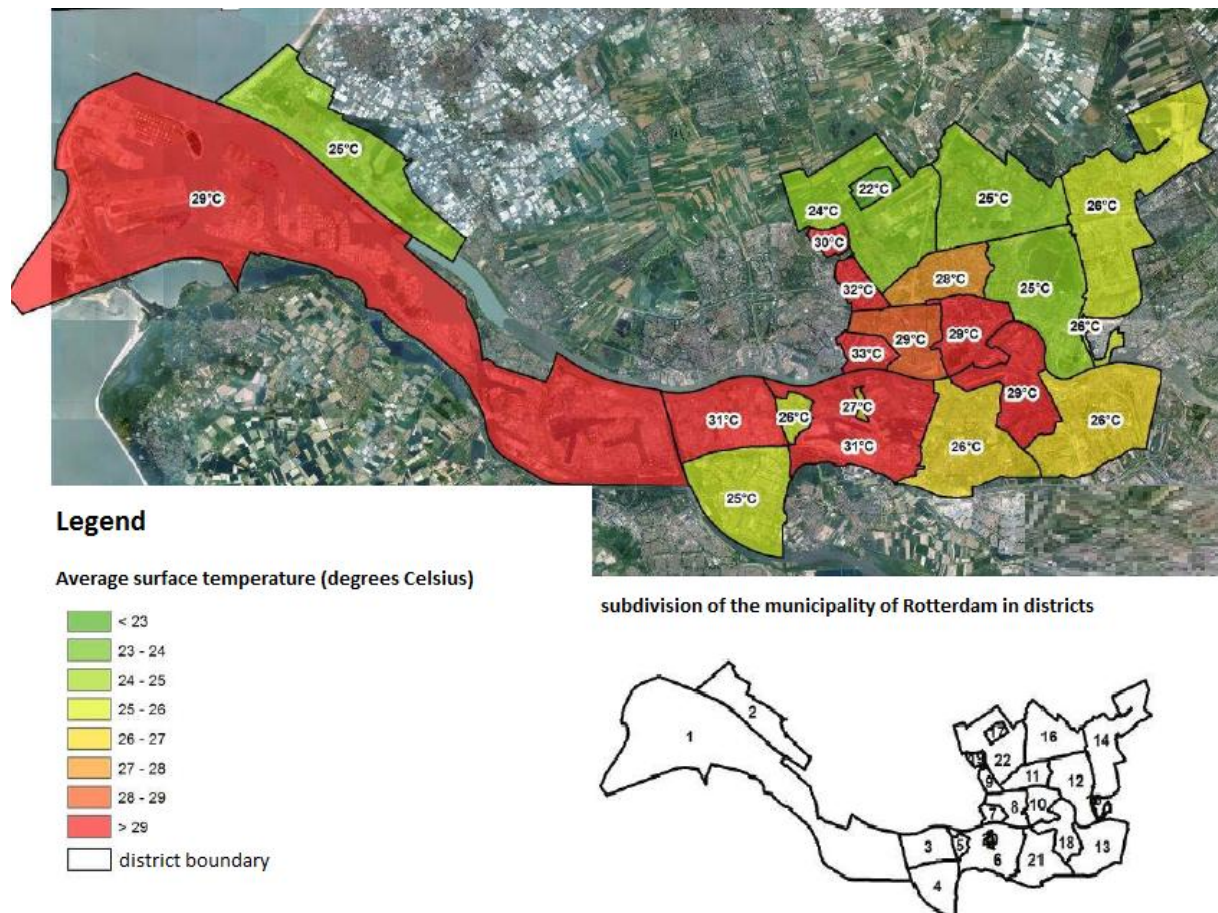 25°C
29°C
22°C
24°C
25°C
26°C
30°C
28°C
32°C
25°C
29°C
29°C
26°C
33°C
29°C
31°C
26°C
27°C
31°C
26°C
26°C
25°C
Legend
Average surface temperature (degrees Celsius)
< 23
23 - 24
24 - 25
25 - 26
26 - 27
27 - 28
28 - 29
> 29
district boundary
subdivision of the municipality of Rotterdam in districts
2
1
17
16
14
22
19
9
11
12
7
8
10
3
5
6
18
13
21
4